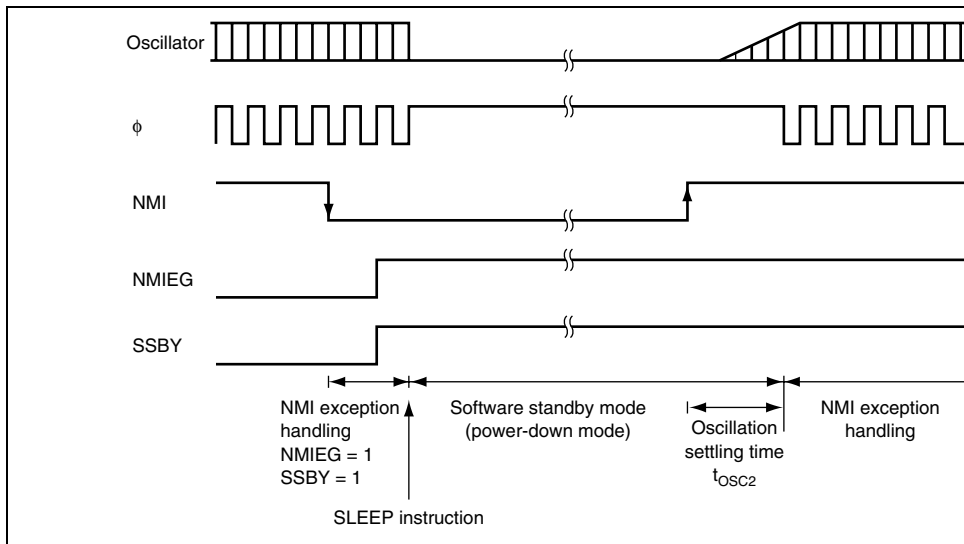 Oscillator
ϕ
NMI
NMIEG
SSBY
NMI exception
handling
NMIEG = 1
SSBY = 1
Software standby mode
(power-down mode)
Oscillation
settling time
tOSC2
NMI exception
handling
SLEEP instruction